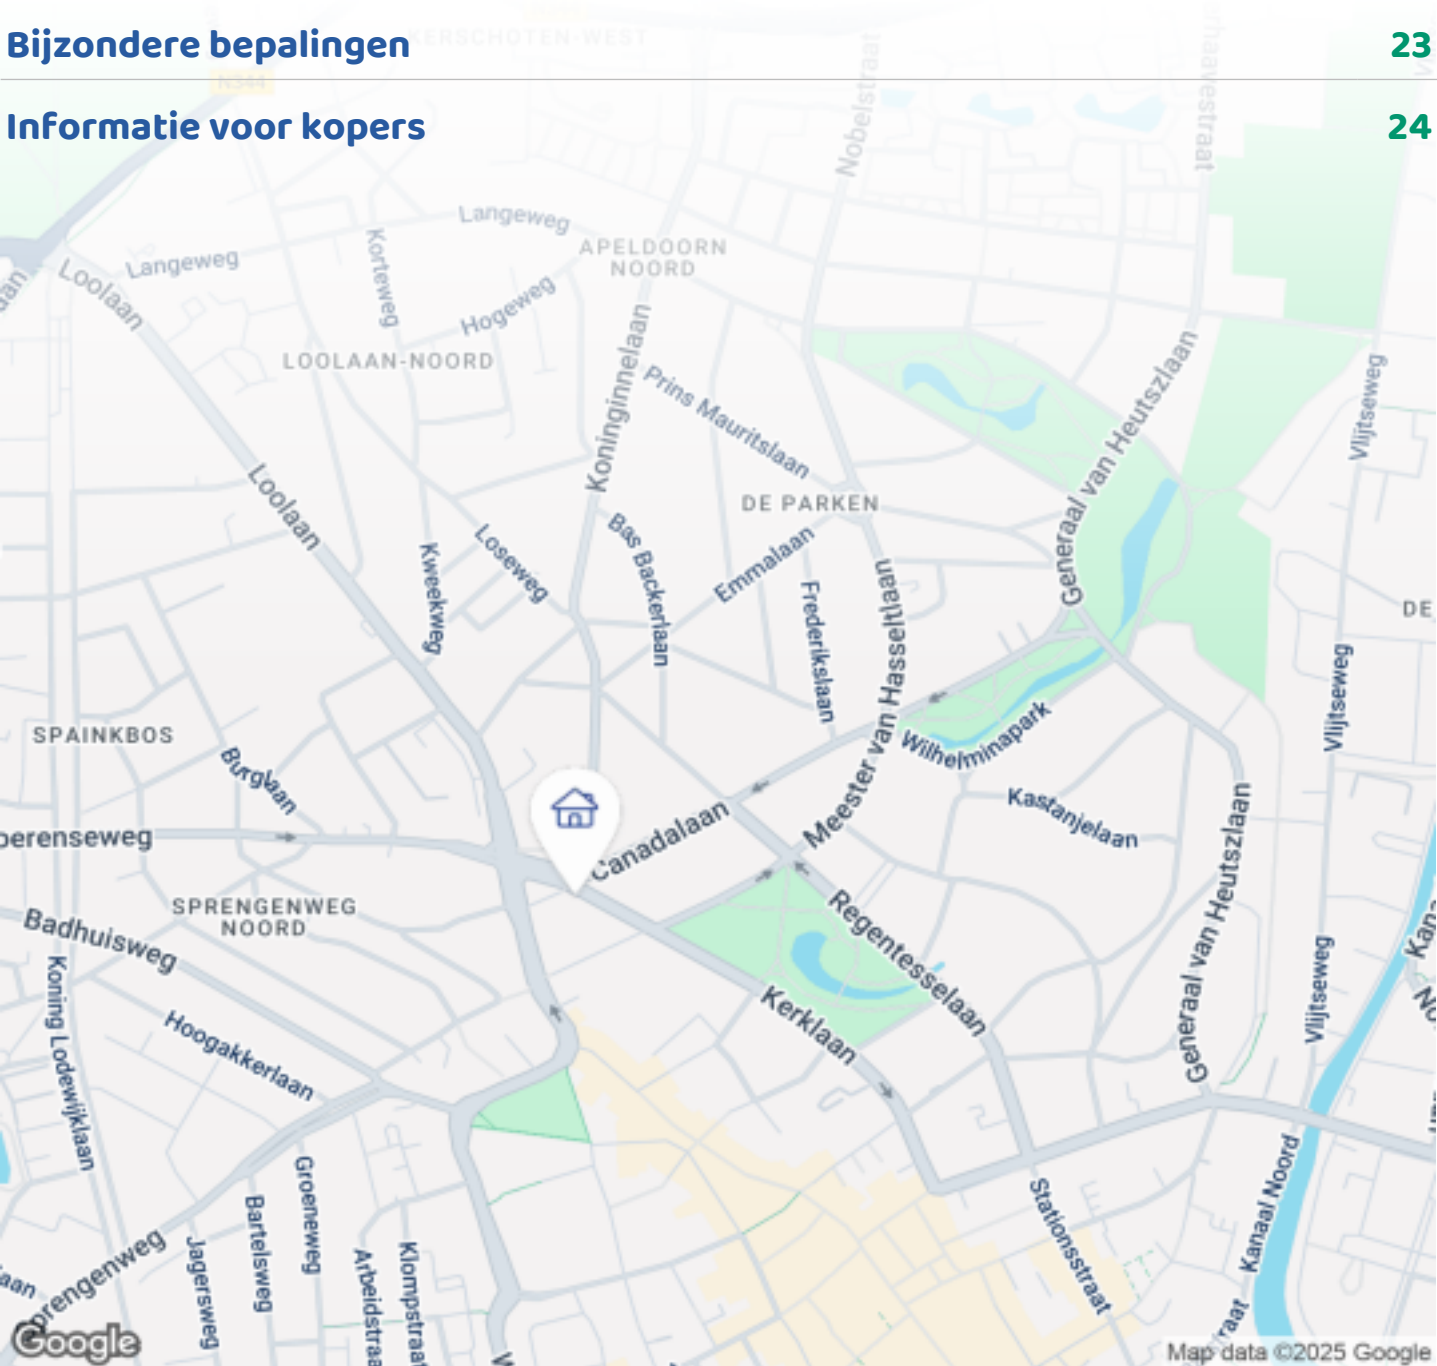 Bijzondere bepalingen 23
Informatie voor kopers 24
KERSCHOTEN-WEST
N344
Nobelstraat
Langeweg
Langeweg
Korteweg
Hogeweg
APELDOORN
NOORD
Loolaan
LOOLAAN-NOORD
Koninginnelaan
Prins Mauritslaan
Generaal van Heutszlaan
Vlijtseweg
DE PARKEN
Loolaan
Kweekweg
Loseweg
Bas Backerlaan
Emmalaan
Frederikslaan
Meester van Hasseltlaan
DE
Vlijtseweg
SPAINKBOS
Burglaan
Wilhelminapark
Kastanjelaan
Canadalaan
Generaal van Heutszlaan
SPRENGENWEG
NOORD
Badhuisweg
Koning Lodewijklaan
Hoogakkerlaan
Regentesselaan
Kerklaan
Vlijtseweg
Groeneweg
Bartelsweg
Jagersweg
Klompstraat
Stationsstraat
Kanaal Noord
Google
Map data ©2025 Google